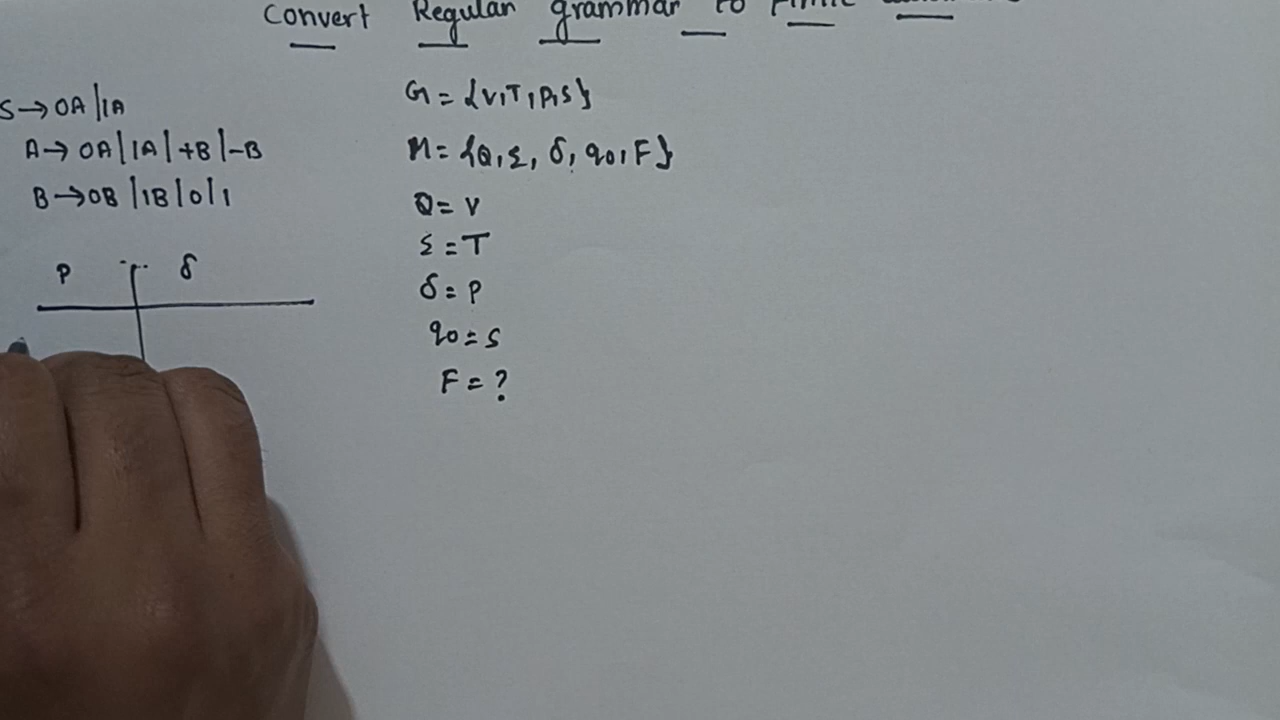 Convert Regular grammar to
S→0A|1A
A→0A|1A|+B|-B
B→0B|1B|0|1
P δ
G={V,T,P,S}
M={Q,Σ,δ,q0,F}
Q=V
Σ=T
δ=P
q0=S
F=?